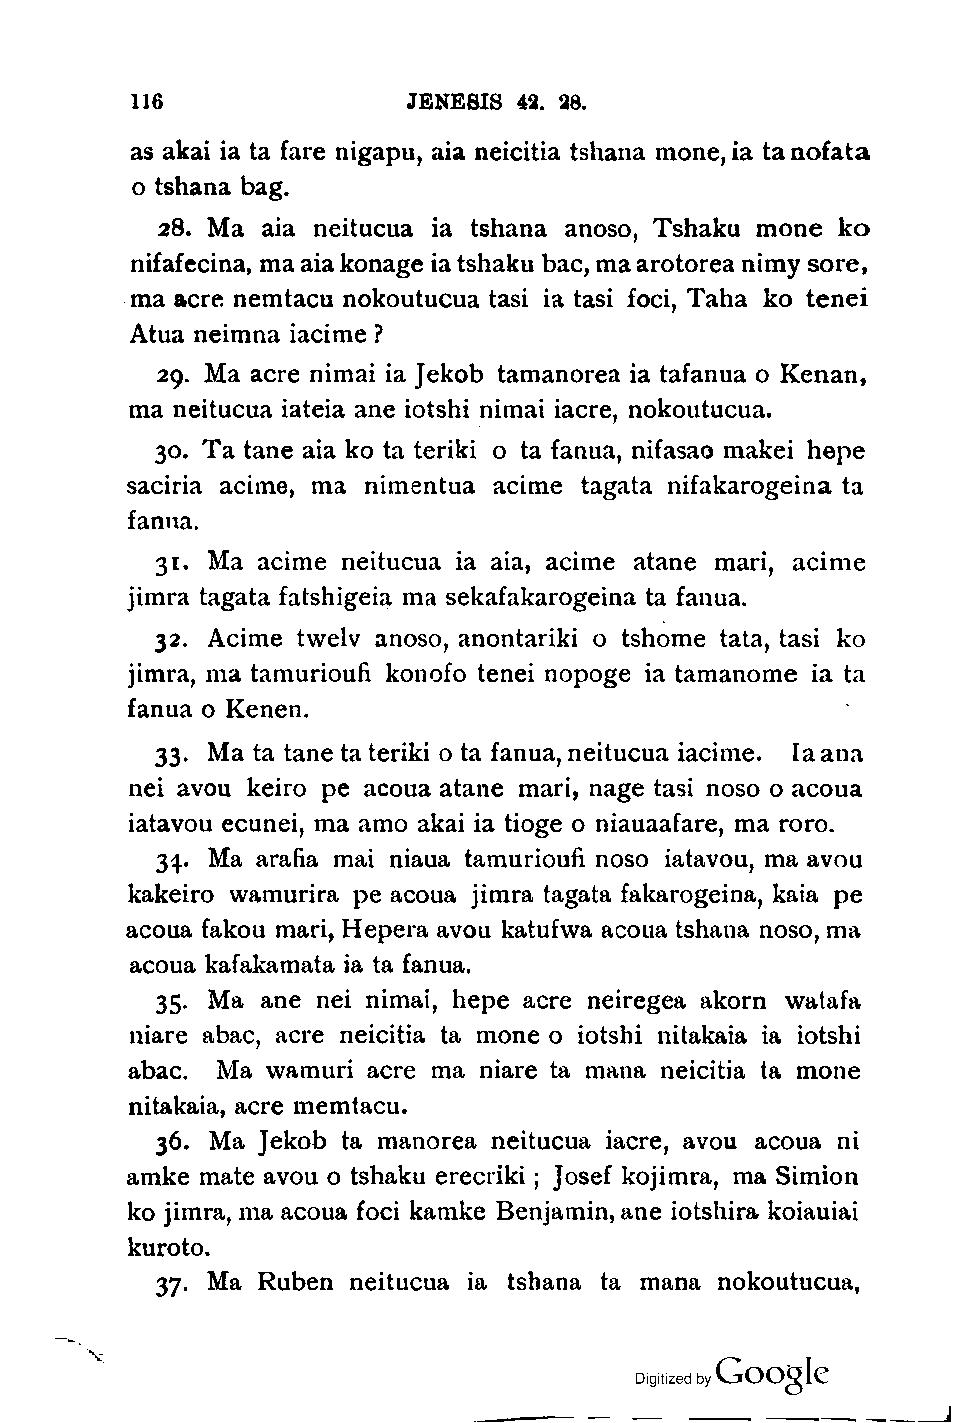 116 JENESIS 42. 28.
as akai ia ta fare nigapu, aia neicitia tshana mone, ia ta nofata
o tshana bag.
28. Ma aia neitucua ia tshana anoso, Tshaku mone ko
nifafecina, ma aia konage ia tshaku bac, ma arotorea nimy sore,
ma acre nemtacu nokoutucua tasi ia tasi foci, Taha ko tenei
Atua neimna iacime ?
29. Ma acre nimai ia Jekob tamanorea ia tafanua o Kenan,
ma neitucua iateia ane iotshi nimai iacre, nokoutucua.
30. Ta tane aia ko ta teriki o ta fanua, nifasao makei hepe
saciria acime, ma nimentua acime tagata nifakarogeina ta
fanua.
31. Ma acime neitucua ia aia, acime atane mari, acime
jimra tagata fatshigeia ma sekafakarogeina ta fanua.
32. Acime twelv anoso, anontariki o tshome tata, tasi ko
jimra, ma tamurioufi konofo tenei nopoge ia tamanome ia ta
fanua o Kenen.
33. Ma ta tane ta teriki o ta fanua, neitucua iacime. Ia ana
nei avou keiro pe acoua atane mari, nage tasi noso o acoua
iatavou ecunei, ma amo akai ia tioge o niauaafare, ma roro.
34. Ma arafia mai niaua tamurioufi noso iatavou, ma avou
kakeiro wamurira pe acoua jimra tagata fakarogeina, kaia pe
acoua fakou mari, Hepera avou katufwa acoua tshana noso, ma
acoua kafakamata ia ta fanua.
35. Ma ane nei nimai, hepe acre neiregea akorn watafa
niare abac, acre neicitia ta mone o iotshi nitakaia ia iotshi
abac. Ma wamuri acre ma niare ta mana neicitia ta mone
nitakaia, acre memtacu.
36. Ma Jekob ta manorea neitucua iacre, avou acoua ni
amke mate avou o tshaku erecriki ; Josef kojimra, ma Simion
ko jimra, ma acoua foci kamke Benjamin, ane iotshira koiauiai
kuroto.
37. Ma Ruben neitucua ia tshana ta mana nokoutucua,
Digitized by Google